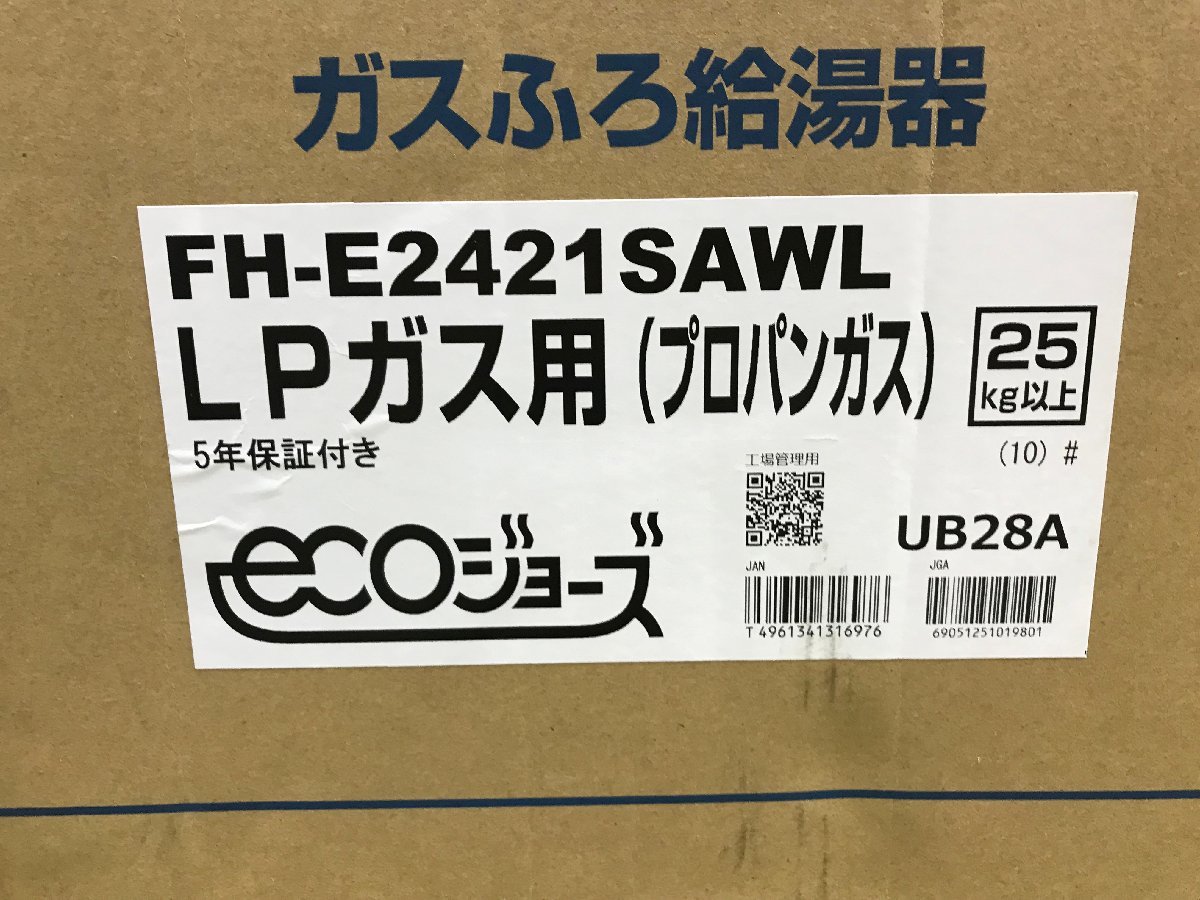 ガスふろ給湯器
FH-E2421SAWL
LPガス用(プロパンガス)
25
kg以上
5年保証付き
(10) #
工場管理用
ecoジョーズ
UB28A
JAN
T 4961341316976
JGA
69051251019801